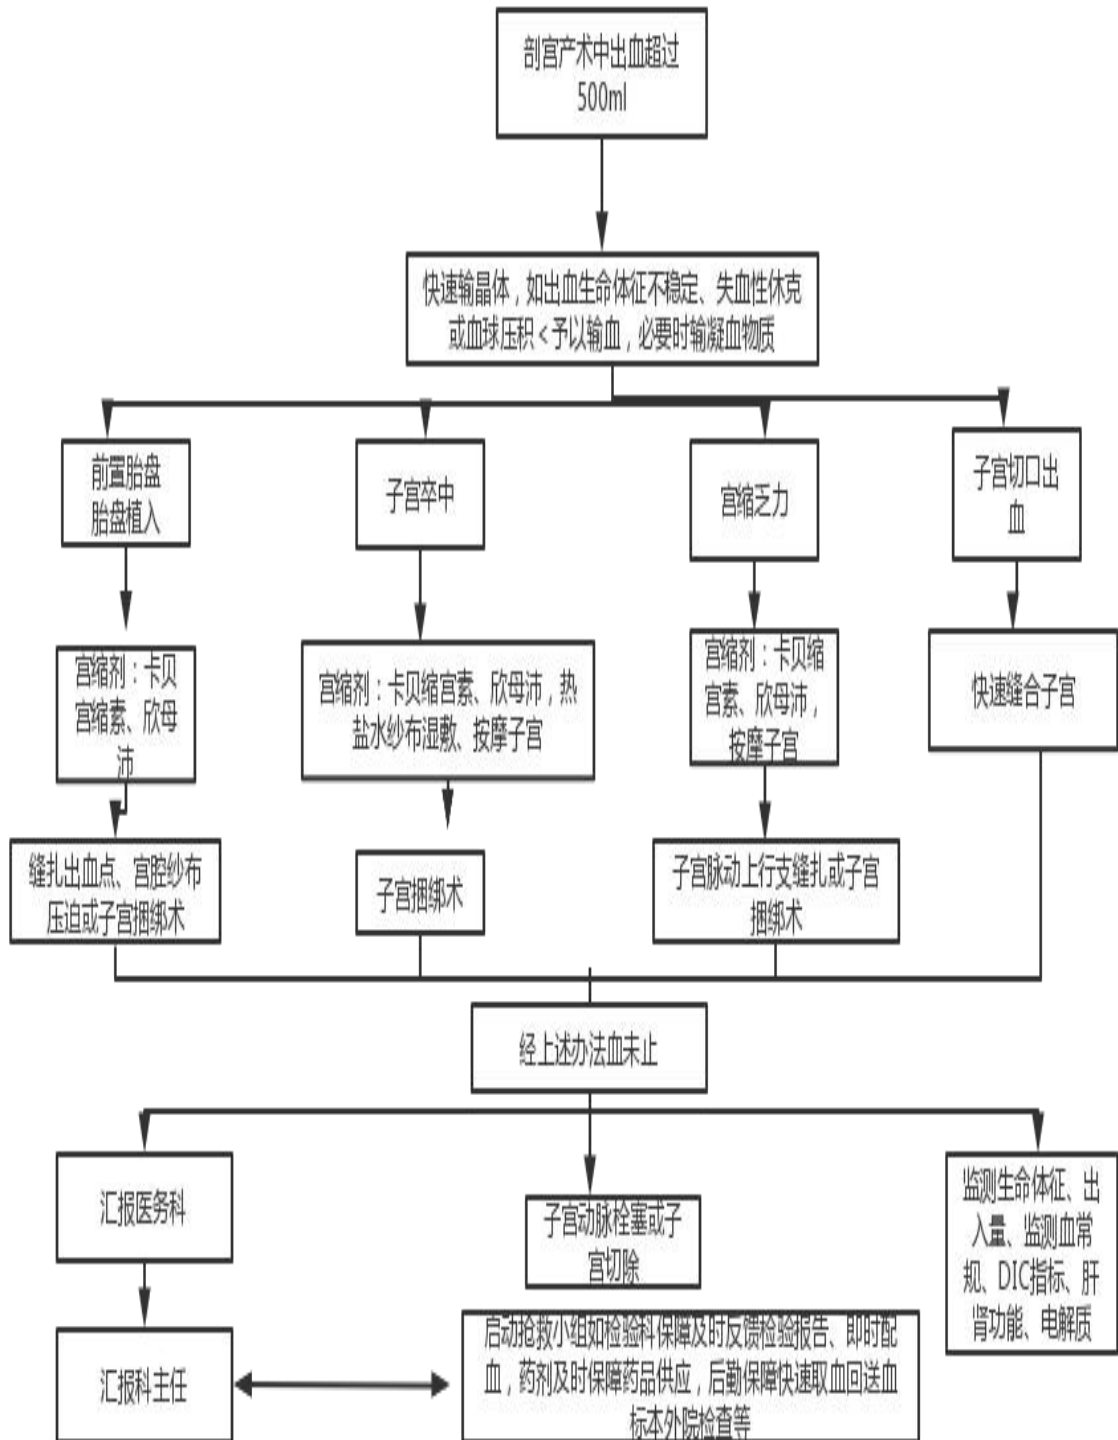 剖宫产术中出血超过
500ml
快速输晶体，如出血生命体征不稳定、失血性休克
或血球压积＜予以输血，必要时输凝血物质
前置胎盘
胎盘植入
子宫卒中
宫缩乏力
子宫切口出
血
宫缩剂：卡贝
宫缩素、欣母
沛
宫缩剂：卡贝缩宫素、欣母沛，热
盐水纱布湿敷、按摩子宫
宫缩剂：卡贝缩
宫素、欣母沛，
按摩子宫
快速缝合子宫
缝扎出血点、宫腔纱布
压迫或子宫捆绑术
子宫捆绑术
子宫脉动上行支缝扎或子宫
捆绑术
经上述办法血未止
汇报医务科
子宫动脉栓塞或子
宫切除
监测生命体征、出
入量、监测血常
规、DIC指标、肝
肾功能、电解质
汇报科主任
启动抢救小组如检验科保障及时反馈检验报告、即时配
血，药剂及时保障药品供应，后勤保障快速取血回送血
标本外院检查等